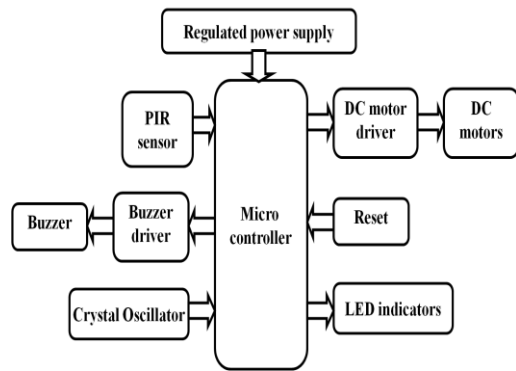 Regulated power supply
PIR
sensor
DC motor
driver
DC
motors
Buzzer
Buzzer
driver
Micro
controller
Reset
Crystal Oscillator
LED indicators